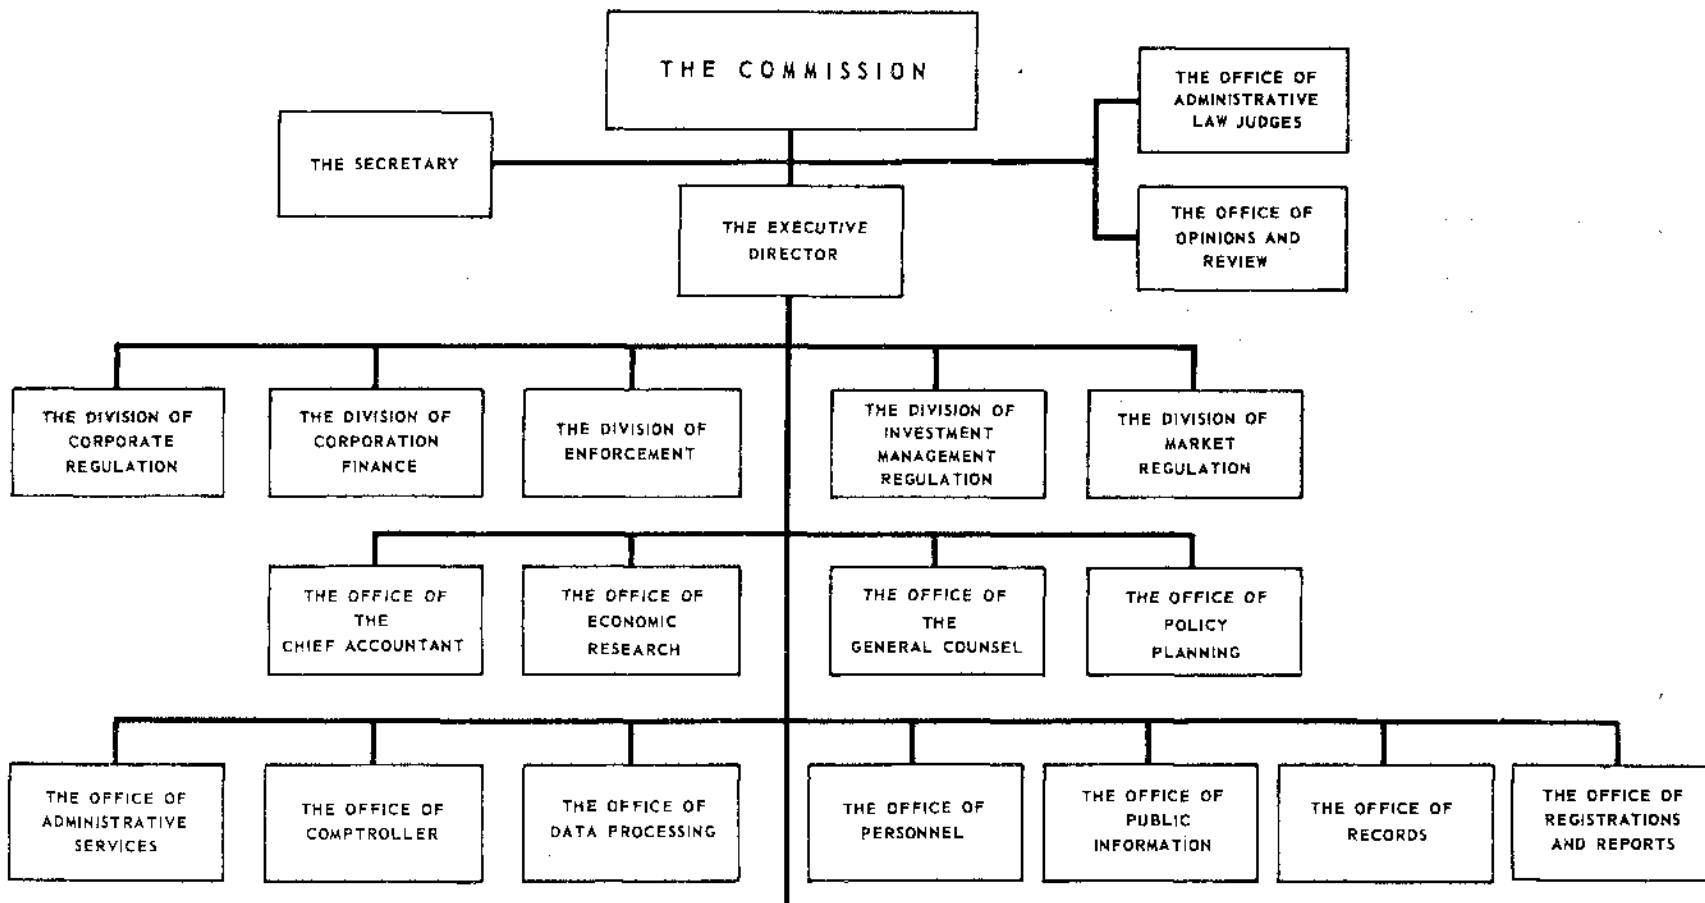 THE COMMISSION
THE OFFICE OF
ADMINISTRATIVE
LAW JUDGES
THE SECRETARY
THE EXECUTIVE
DIRECTOR
THE OFFICE OF
OPINIONS AND
REVIEW
THE DIVISION OF
CORPORATE
REGULATION
THE DIVISION OF
CORPORATION
FINANCE
THE DIVISION OF
ENFORCEMENT
THE DIVISION OF
INVESTMENT
MANAGEMENT
REGULATION
THE DIVISION OF
MARKET
REGULATION
THE OFFICE OF
THE
CHIEF ACCOUNTANT
THE OFFICE OF
ECONOMIC
RESEARCH
THE OFFICE OF
THE
GENERAL COUNSEL
THE OFFICE OF
POLICY
PLANNING
THE OFFICE OF
ADMINISTRATIVE
SERVICES
THE OFFICE OF
COMPTROLLER
THE OFFICE OF
DATA PROCESSING
THE OFFICE OF
PERSONNEL
THE OFFICE OF
PUBLIC
INFORMATION
THE OFFICE OF
RECORDS
THE OFFICE OF
REGISTRATIONS
AND REPORTS